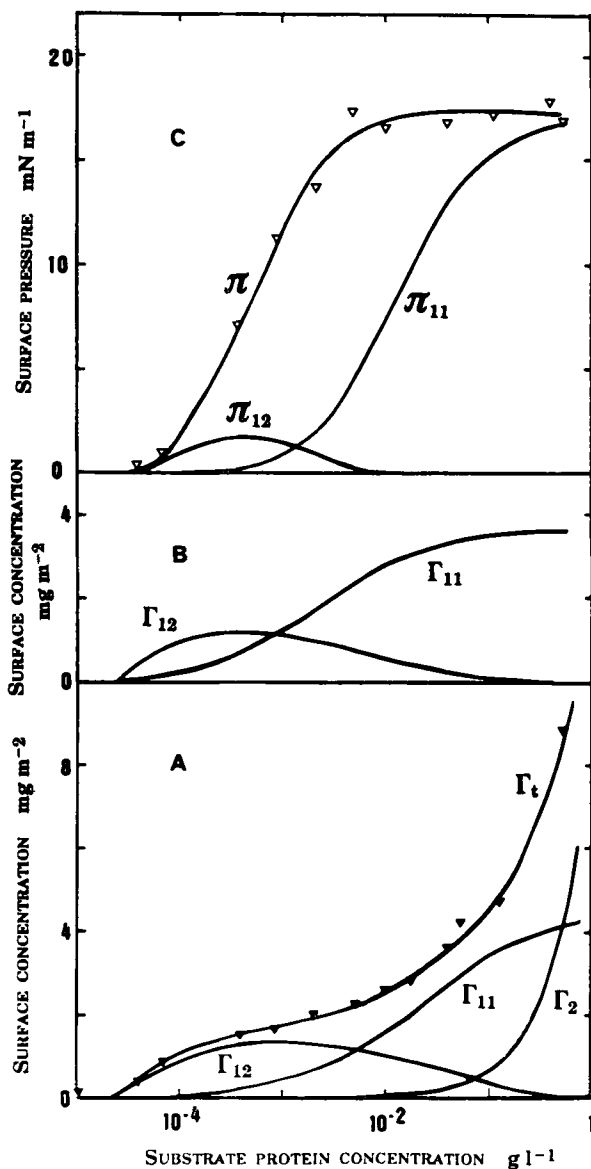 20
C
SURFACE PRESSURE mN m⁻¹
10
π
π₁₁
π₁₂
0
4
SURFACE CONCENTRATION
mg m⁻²
B
Γ₁₁
Γ₁₂
0
A
8
SURFACE CONCENTRATION mg m⁻²
Γₜ
4
Γ₁₁
Γ₂
Γ₁₂
0
10⁻⁴ 10⁻² 1
SUBSTRATE PROTEIN CONCENTRATION g l⁻¹